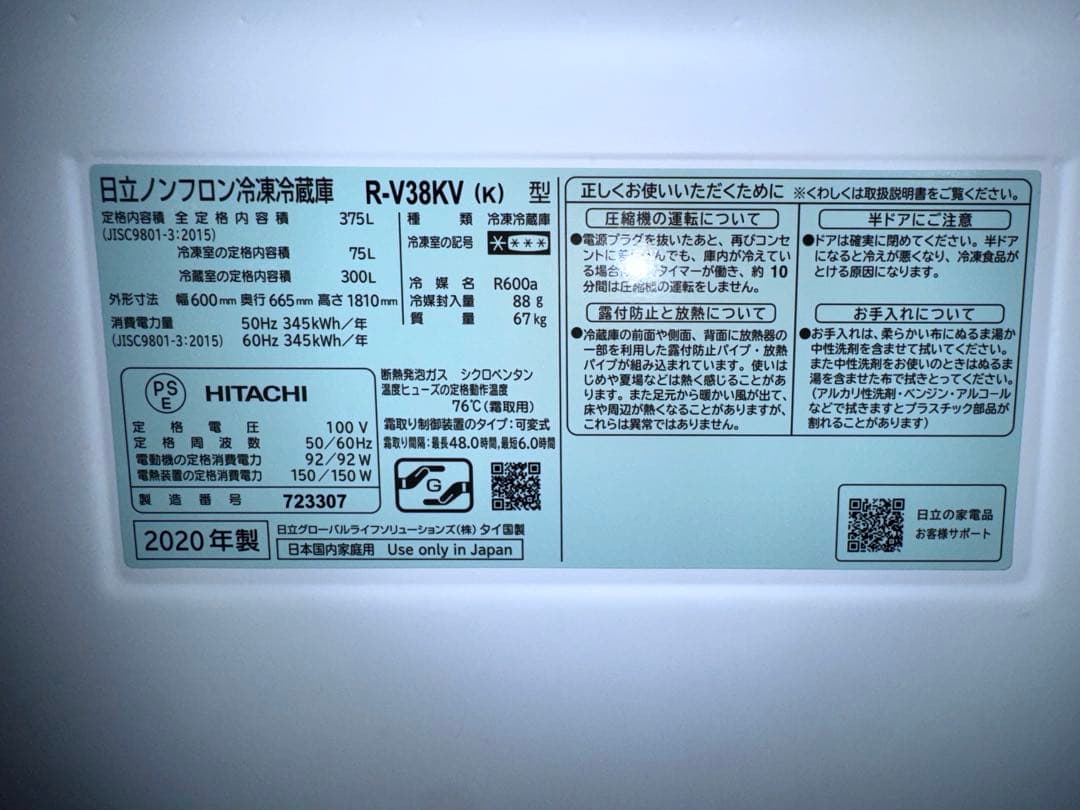 日立ノンフロン冷凍冷蔵庫 R-V38KV (K) 型
定格内容積 全定格内容積 375L
(JISC9801-3:2015)
冷凍室の定格内容積 75L
冷蔵室の定格内容積 300L
外形寸法 幅600mm 奥行665mm 高さ1810mm
消費電力量 50Hz 345kWh/年
(JISC9801-3:2015) 60Hz 345kWh/年
種類 冷凍冷蔵庫
冷凍室の記号 ****
冷媒名 R600a
冷媒封入量 88g
質量 67kg
PS
E
HITACHI
定格電圧 100V
定格周波数 50/60Hz
電動機の定格消費電力 92/92W
電熱装置の定格消費電力 150/150W
製造番号 723307
断熱発泡ガス シクロペンタン
温度ヒューズの定格動作温度
76℃(霜取用)
霜取り制御装置のタイプ:可変式
霜取り間隔:最長48.0時間,最短6.0時間
G
2020年製
日立グローバルライフソリューションズ(株) タイ国製
日本国内家庭用 Use only in Japan
正しくお使いいただくために ※くわしくは取扱説明書をご覧ください。
圧縮機の運転について
●電源プラグを抜いたあと、再びコンセ
ントに んでも、庫内が冷えてい
る場合 タイマーが働き、約10
分間は圧縮機の運転をしません。
露付防止と放熱について
●冷蔵庫の前面や側面、背面に放熱器の
一部を利用した露付防止パイプ・放熱
パイプが組み込まれています。使いは
じめや夏場などは熱く感じることがあ
ります。また足元から暖かい風が出て、
床や周辺が熱くなることがありますが、
これらは異常ではありません。
半ドアにご注意
●ドアは確実に閉めてください。半ドア
になると冷えが悪くなり、冷凍食品が
とける原因になります。
お手入れについて
●お手入れは、柔らかい布にぬるま湯か
中性洗剤を含ませて拭いてください。
また中性洗剤をお使いのときはぬるま
湯を含ませた布で拭きとってください。
(アルカリ性洗剤・ベンジン・アルコール
などで拭きますとプラスチック部品が
割れることがあります)
日立の家電品
お客様サポート